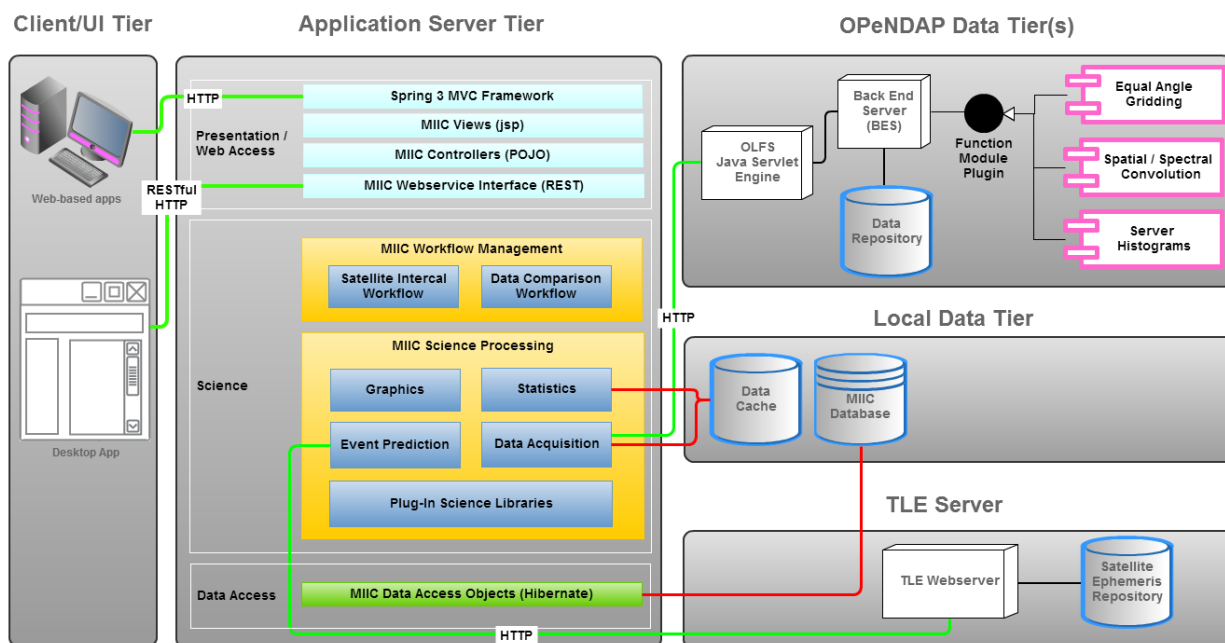 Client/UI Tier
Application Server Tier
OPeNDAP Data Tier(s)
HTTP
Web-based apps
RESTful
HTTP
Desktop App
Presentation /
Web Access
Spring 3 MVC Framework
MIIC Views (jsp)
MIIC Controllers (POJO)
MIIC Webservice Interface (REST)
Science
MIIC Workflow Management
Satellite Intercal
Workflow
Data Comparison
Workflow
MIIC Science Processing
Graphics
Statistics
Event Prediction
Data Acquisition
Plug-In Science Libraries
Data Access
MIIC Data Access Objects (Hibernate)
HTTP
HTTP
OLFS
Java Servlet
Engine
Back End
Server
(BES)
Data
Repository
Function
Module
Plugin
Equal Angle
Gridding
Spatial / Spectral
Convolution
Server
Histograms
Local Data Tier
Data
Cache
MIIC
Database
TLE Server
TLE Webserver
Satellite
Ephemeris
Repository